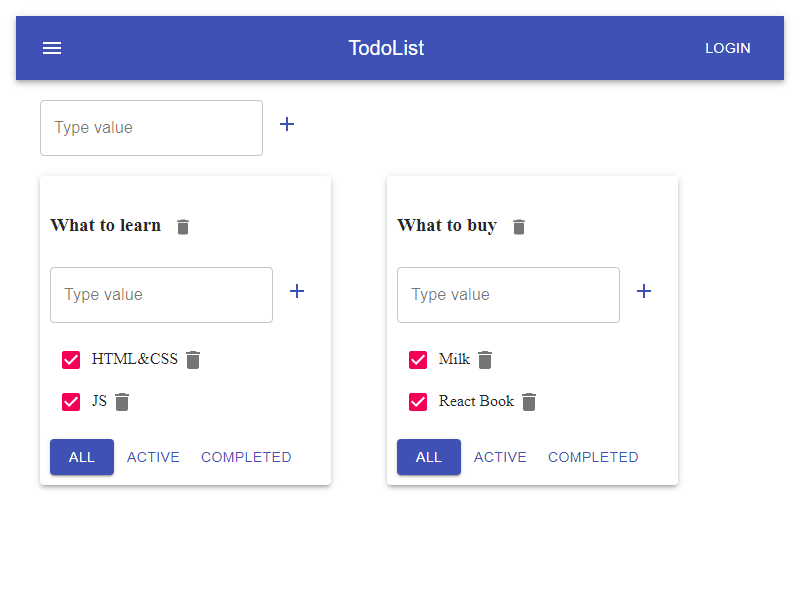 TodoList
LOGIN
Type value
What to learn
Type value
HTML&CSS
JS
ALL ACTIVE COMPLETED
What to buy
Type value
Milk
React Book
ALL ACTIVE COMPLETED